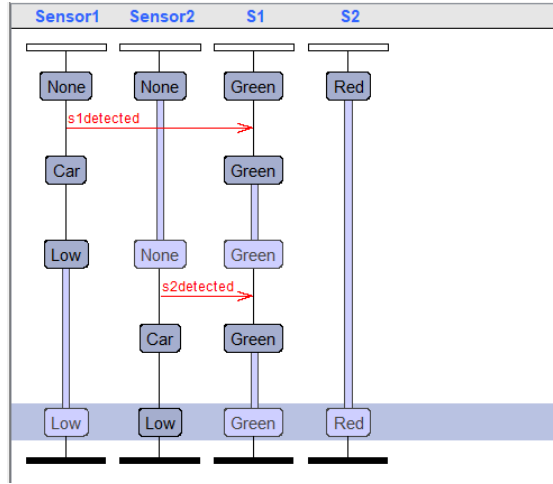 Sensor1 Sensor2 S1 S2
None None Green Red
s1detected
Car Green
Low None Green
s2detected
Car Green
Low Low Green Red